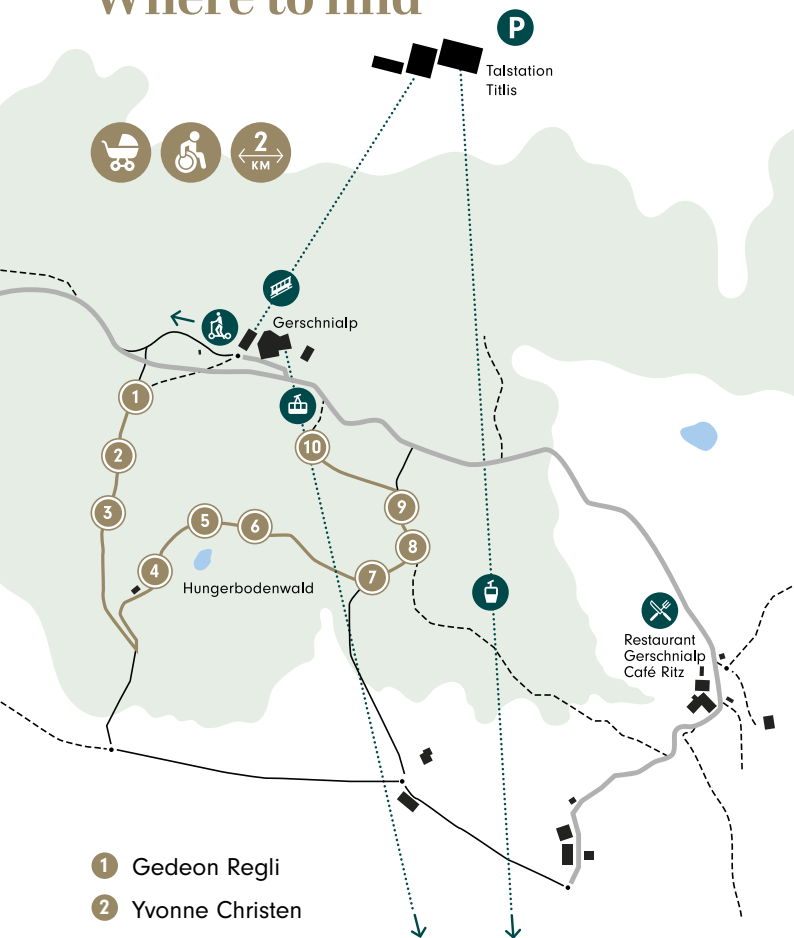 Where to find
P
Talstation
Titlis
2
KM
Gerschnialp
1
10
2
9
3
5
6
8
4
7
Hungerbodenwald
Restaurant
Gerschnialp
Café Ritz
1 Gedeon Regli
2 Yvonne Christen